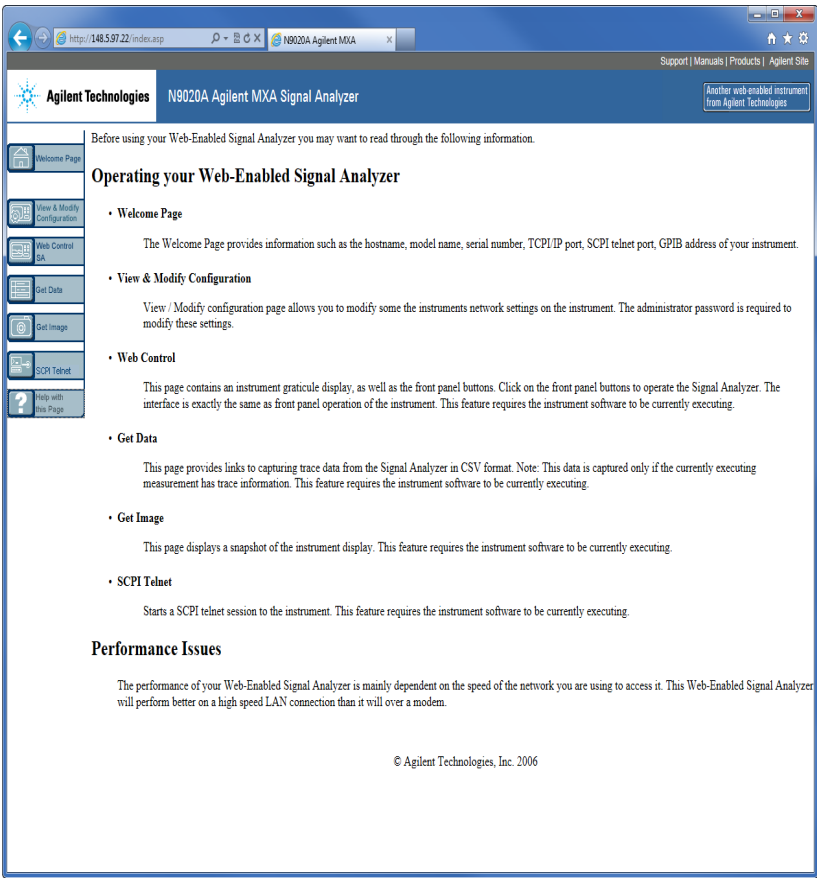 http://148.5.97.22/index.asp
N9020A Agilent MXA
Support | Manuals | Products | Agilent Site
Agilent Technologies
N9020A Agilent MXA Signal Analyzer
Another web-enabled instrument
from Agilent Technologies
Welcome Page
View & Modify
Configuration
Web Control
SA
Get Data
Get Image
SCPI Telnet
Help with
this Page
Before using your Web-Enabled Signal Analyzer you may want to read through the following information.
Operating your Web-Enabled Signal Analyzer
• Welcome Page
The Welcome Page provides information such as the hostname, model name, serial number, TCPI/IP port, SCPI telnet port, GPIB address of your instrument.
• View & Modify Configuration
View / Modify configuration page allows you to modify some the instruments network settings on the instrument. The administrator password is required to
modify these settings.
• Web Control
This page contains an instrument graticule display, as well as the front panel buttons. Click on the front panel buttons to operate the Signal Analyzer. The
interface is exactly the same as front panel operation of the instrument. This feature requires the instrument software to be currently executing.
• Get Data
This page provides links to capturing trace data from the Signal Analyzer in CSV format. Note: This data is captured only if the currently executing
measurement has trace information. This feature requires the instrument software to be currently executing.
• Get Image
This page displays a snapshot of the instrument display. This feature requires the instrument software to be currently executing.
• SCPI Telnet
Starts a SCPI telnet session to the instrument. This feature requires the instrument software to be currently executing.
Performance Issues
The performance of your Web-Enabled Signal Analyzer is mainly dependent on the speed of the network you are using to access it. This Web-Enabled Signal Analyzer
will perform better on a high speed LAN connection than it will over a modem.
© Agilent Technologies, Inc. 2006